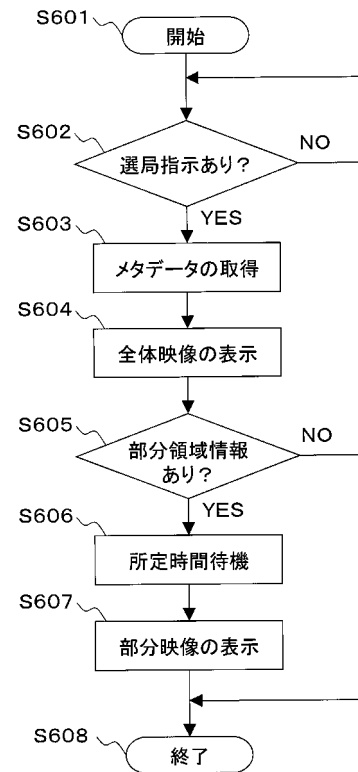 S601
開始
S602
選局指示あり?
NO
YES
S603
メタデータの取得
S604
全体映像の表示
S605
部分領域情報
あり?
NO
YES
S606
所定時間待機
S607
部分映像の表示
S608
終了